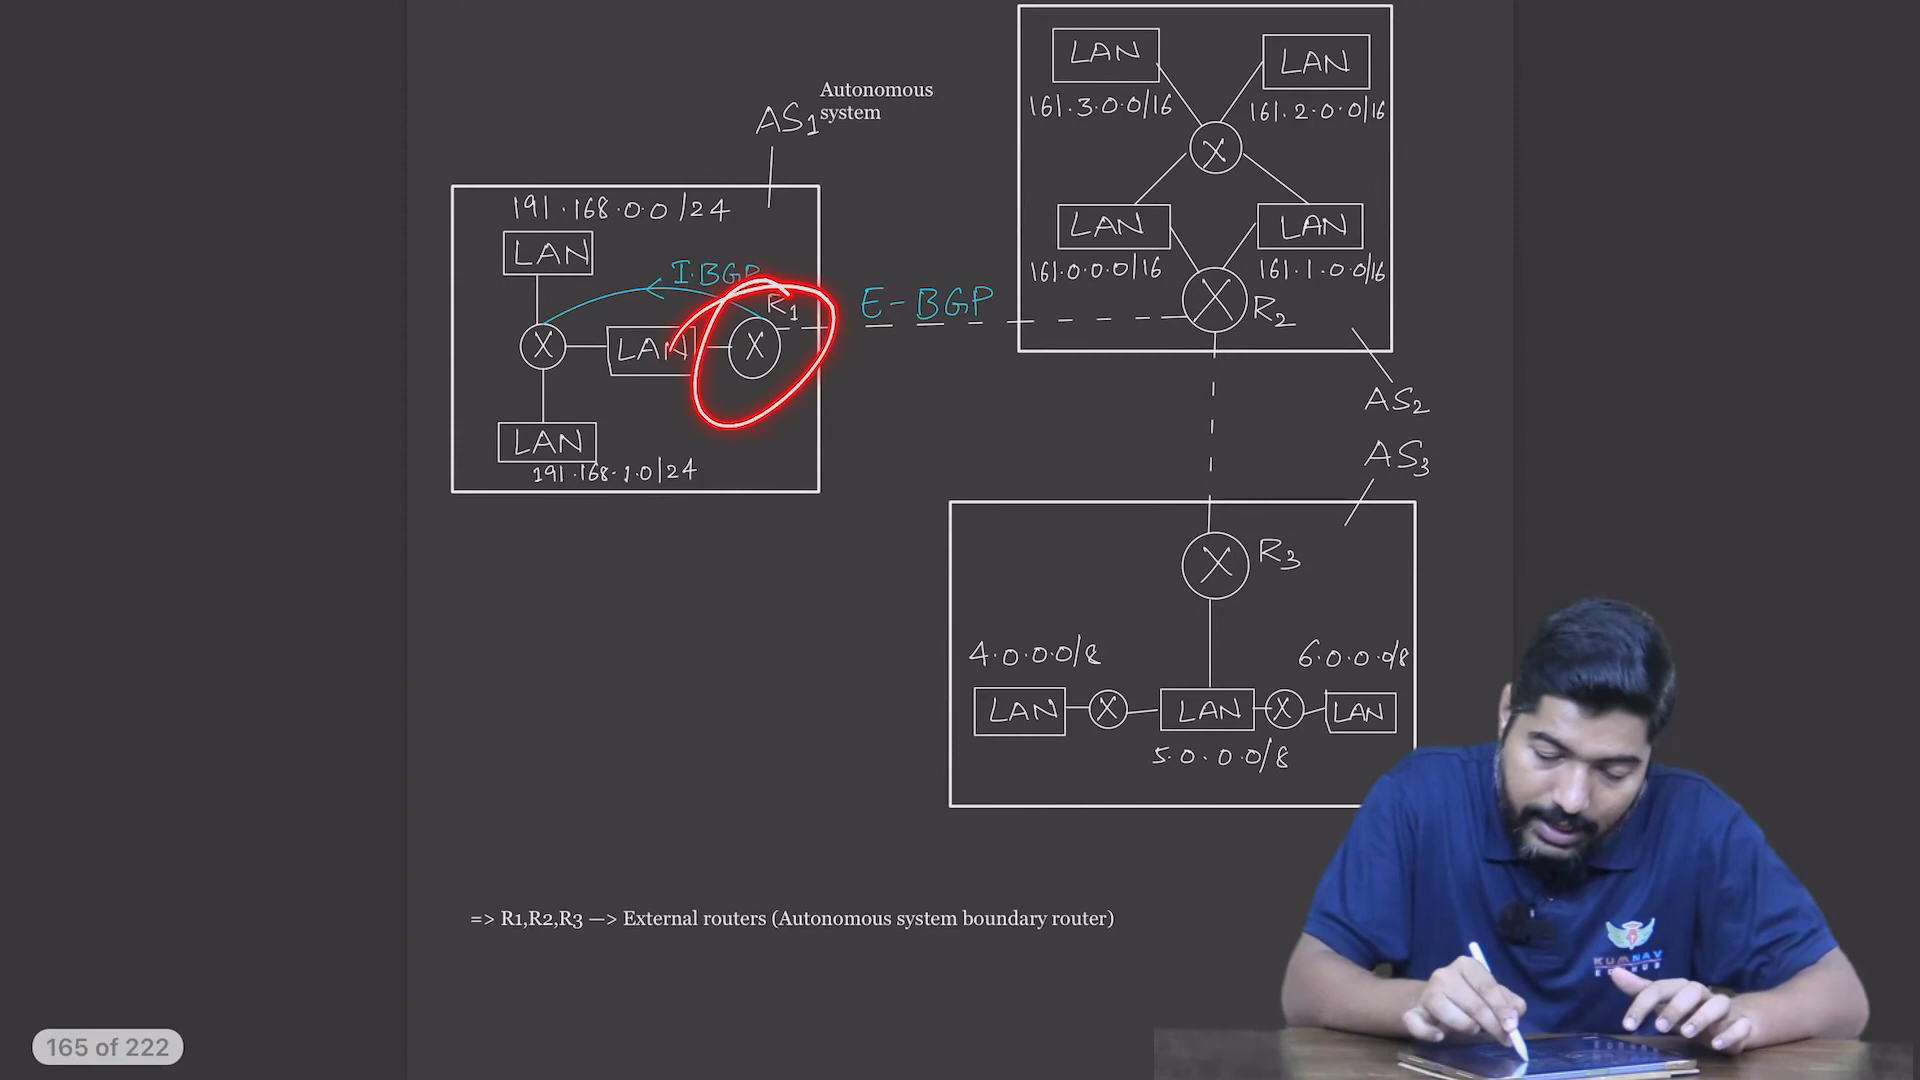 Autonomous
AS1 system
191.168.0.0/24
LAN
I.BGP
R1
X
LAN
X
LAN
191.168.1.0/24
E-BGP
LAN
LAN
161.3.0.0/16
161.2.0.0/16
X
LAN
LAN
161.0.0.0/16
161.1.0.0/16
X
R2
AS2
AS3
X
R3
4.0.0.0/8
6.0.0.0/8
LAN
X
LAN
X
LAN
5.0.0.0/8
=> R1,R2,R3 —> External routers (Autonomous system boundary router)
KUMNAV
165 of 222